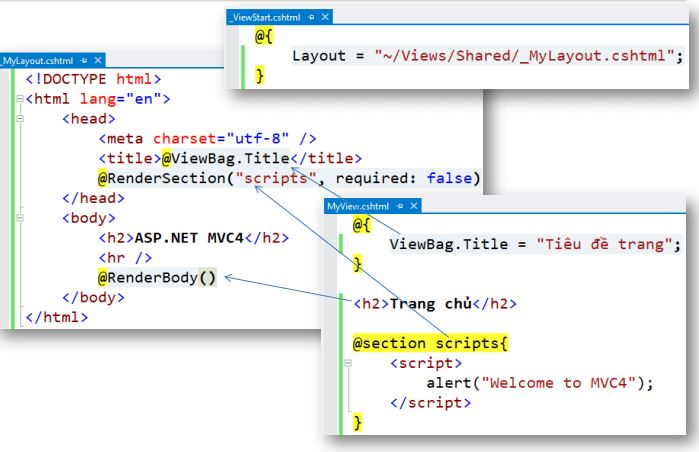 _ViewStart.cshtml
@{
Layout = "~/Views/Shared/_MyLayout.cshtml";
}
_MyLayout.cshtml
<!DOCTYPE html>
<html lang="en">
<head>
<meta charset="utf-8" />
<title>@ViewBag.Title</title>
@RenderSection("scripts", required: false)
</head>
<body>
<h2>ASP.NET MVC4</h2>
<hr />
@RenderBody()
</body>
</html>
MyView.cshtml
@{
ViewBag.Title = "Tiêu đề trang";
}
<h2>Trang chủ</h2>
@section scripts{
<script>
alert("Welcome to MVC4");
</script>
}